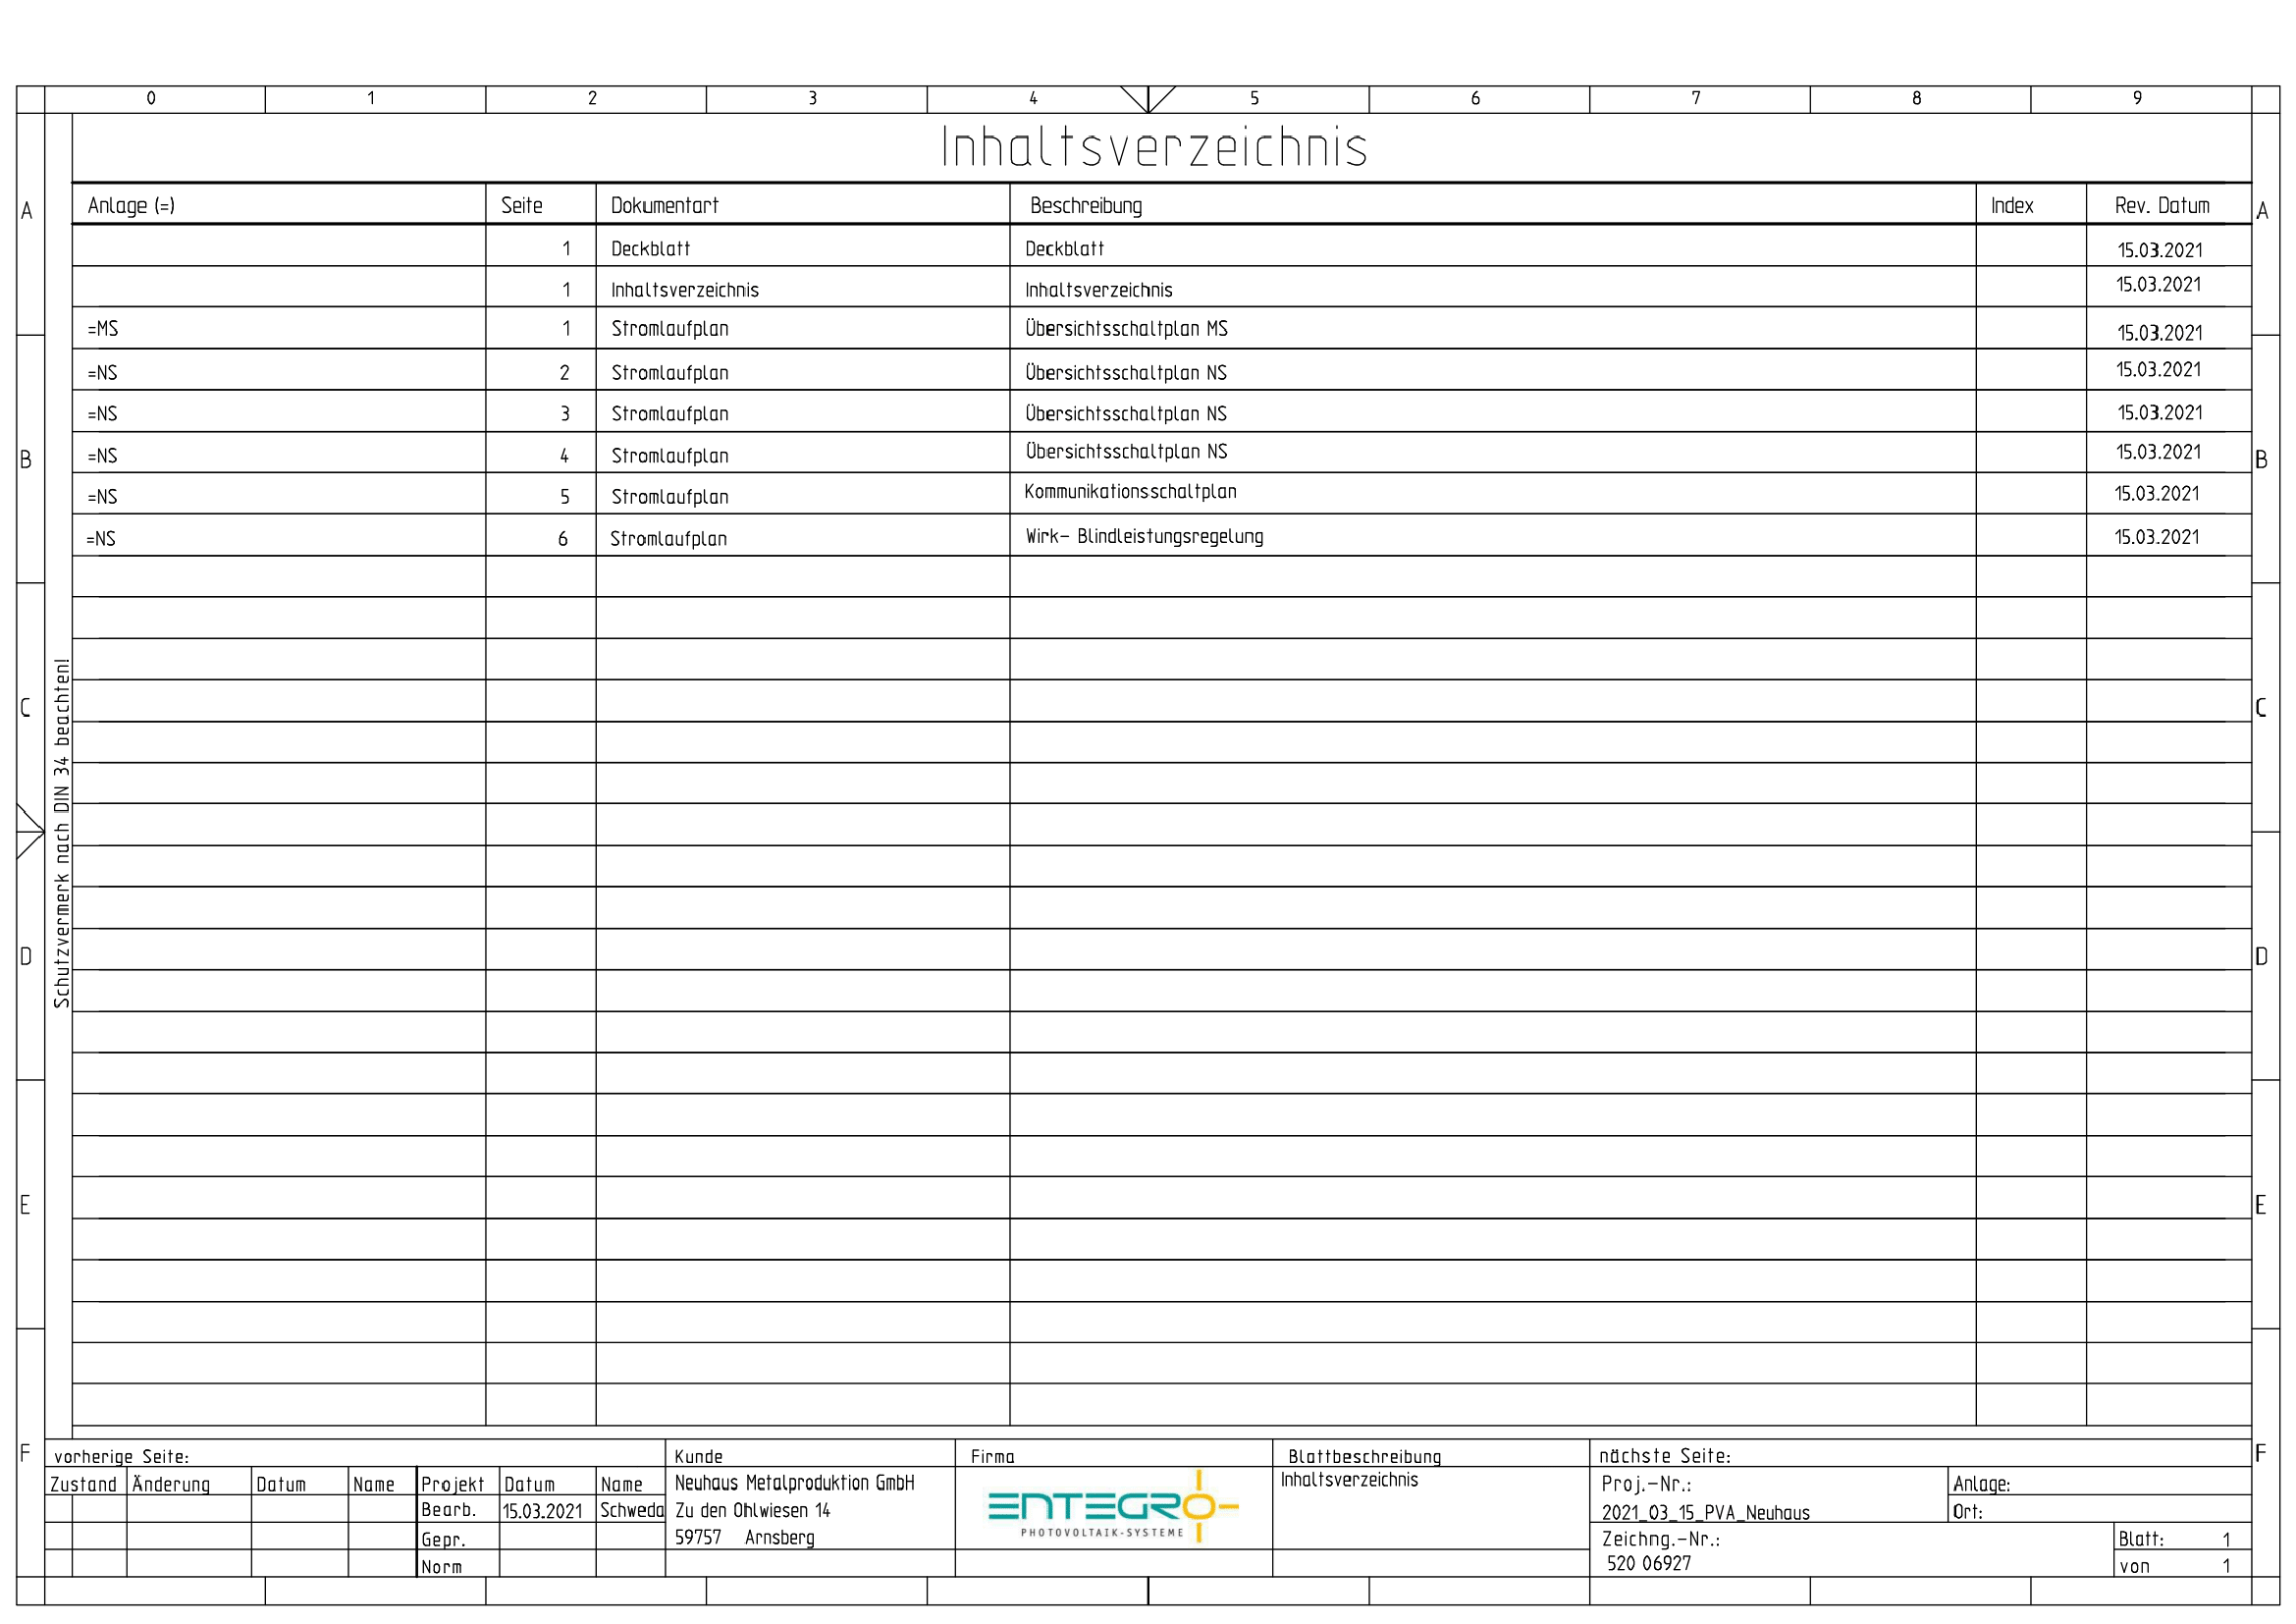 0 1 2 3 4 5 6 7 8 9
Inhaltsverzeichnis
A Anlage (=) Seite Dokumentart Beschreibung Index Rev. Datum A
1 Deckblatt Deckblatt 15.03.2021
1 Inhaltsverzeichnis Inhaltsverzeichnis 15.03.2021
=MS 1 Stromlaufplan Übersichtsschaltplan MS 15.03.2021
=NS 2 Stromlaufplan Übersichtsschaltplan NS 15.03.2021
=NS 3 Stromlaufplan Übersichtsschaltplan NS 15.03.2021
B =NS 4 Stromlaufplan Übersichtsschaltplan NS 15.03.2021 B
=NS 5 Stromlaufplan Kommunikationsschaltplan 15.03.2021
=NS 6 Stromlaufplan Wirk- Blindleistungsregelung 15.03.2021
C C
Schutzvermerk nach DIN 34 beachten!
D D
E E
F vorherige Seite: Kunde Firma Blattbeschreibung nächste Seite: F
Zustand Änderung Datum Name Projekt Datum Name Neuhaus Metalproduktion GmbH Inhaltsverzeichnis Proj.-Nr.: Anlage:
Bearb. 15.03.2021 Schweda Zu den Ohlwiesen 14 ENTEGRO 2021_03_15_PVA_Neuhaus Ort:
Gepr. 59757 Arnsberg PHOTOVOLTAIK-SYSTEME Zeichng.-Nr.: Blatt: 1
Norm 520 06927 von 1